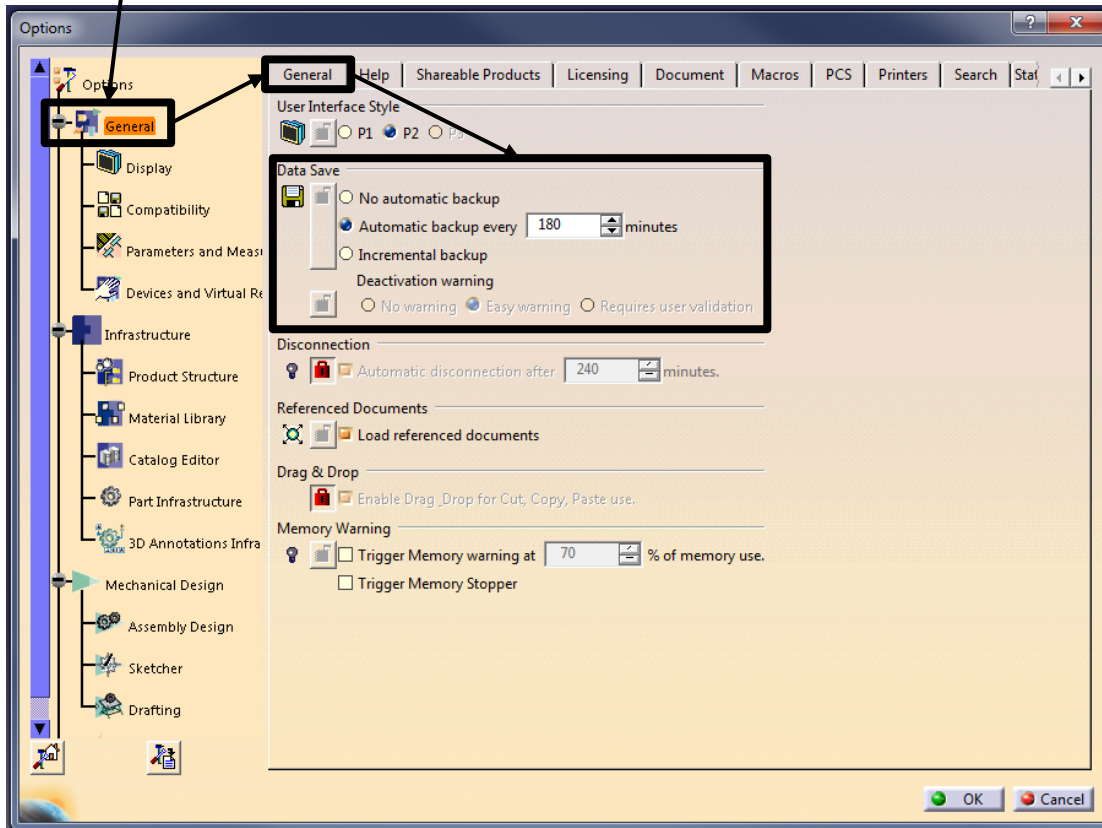 Options
Options
General
Display
Compatibility
Parameters and Measu
Devices and Virtual Re
Infrastructure
Product Structure
Material Library
Catalog Editor
Part Infrastructure
3D Annotations Infra
Mechanical Design
Assembly Design
Sketcher
Drafting
General Help Shareable Products Licensing Document Macros PCS Printers Search Stat
User Interface Style
P1 P2 P3
Data Save
No automatic backup
Automatic backup every 180 minutes
Incremental backup
Deactivation warning
No warning Easy warning Requires user validation
Disconnection
Automatic disconnection after 240 minutes.
Referenced Documents
Load referenced documents
Drag & Drop
Enable Drag_Drop for Cut, Copy, Paste use.
Memory Warning
Trigger Memory warning at 70 % of memory use.
Trigger Memory Stopper
OK Cancel